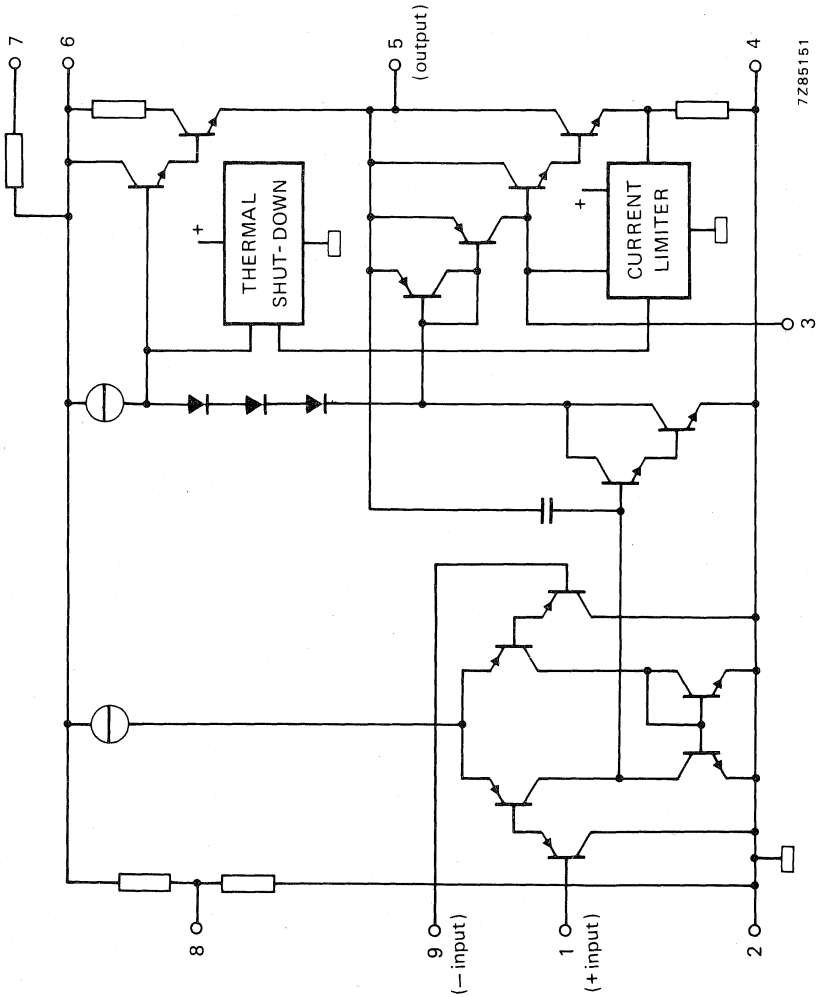 7
6
5
(output)
4
7Z85151
+
THERMAL
SHUT-DOWN
+
CURRENT
LIMITER
3
8
9
(− input)
1
(+ input)
2